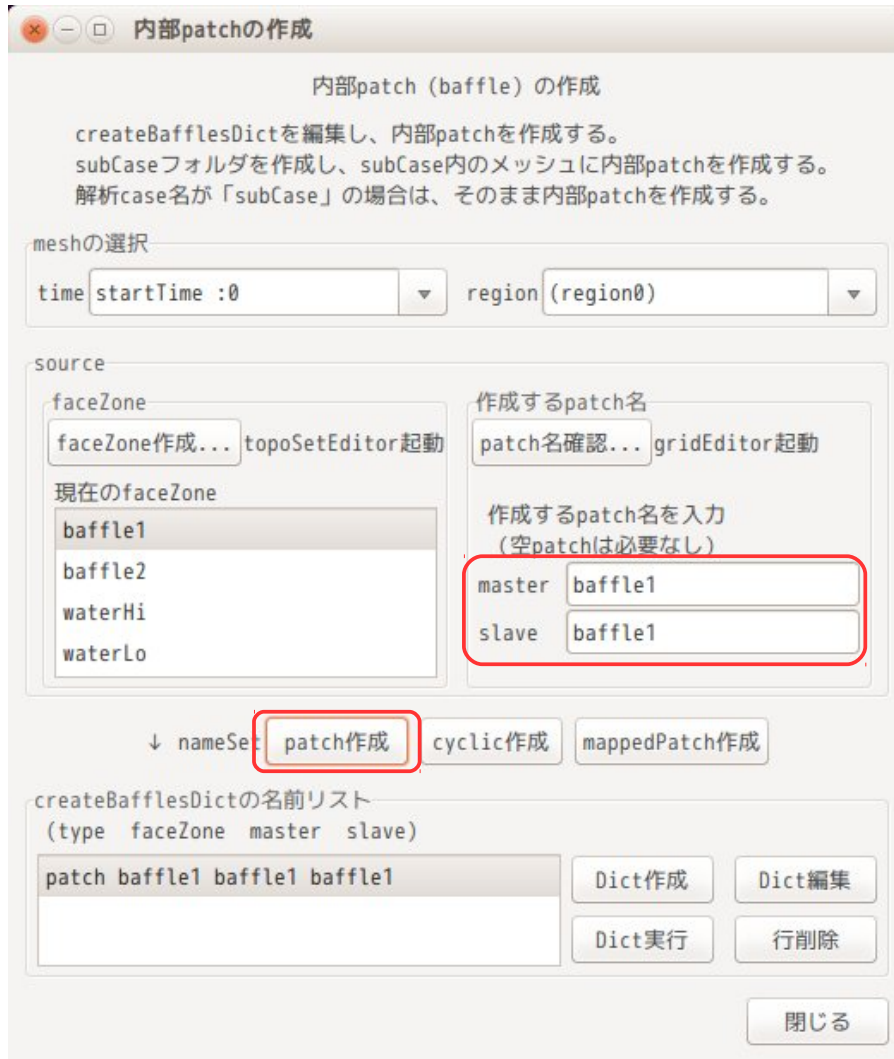 内部patchの作成
内部patch (baffle) の作成
createBafflesDictを編集し、内部patchを作成する。
subCaseフォルダを作成し、subCase内のメッシュに内部patchを作成する。
解析case名が「subCase」の場合は、そのまま内部patchを作成する。
meshの選択
time startTime :0 region (region0)
source
faceZone
faceZone作成... topoSetEditor起動
現在のfaceZone
baffle1
baffle2
waterHi
waterLo
作成するpatch名
patch名確認... gridEditor起動
作成するpatch名を入力
（空patchは必要なし）
master baffle1
slave baffle1
↓ nameSet patch作成 cyclic作成 mappedPatch作成
createBafflesDictの名前リスト
(type faceZone master slave)
patch baffle1 baffle1 baffle1
Dict作成 Dict編集
Dict実行 行削除
閉じる